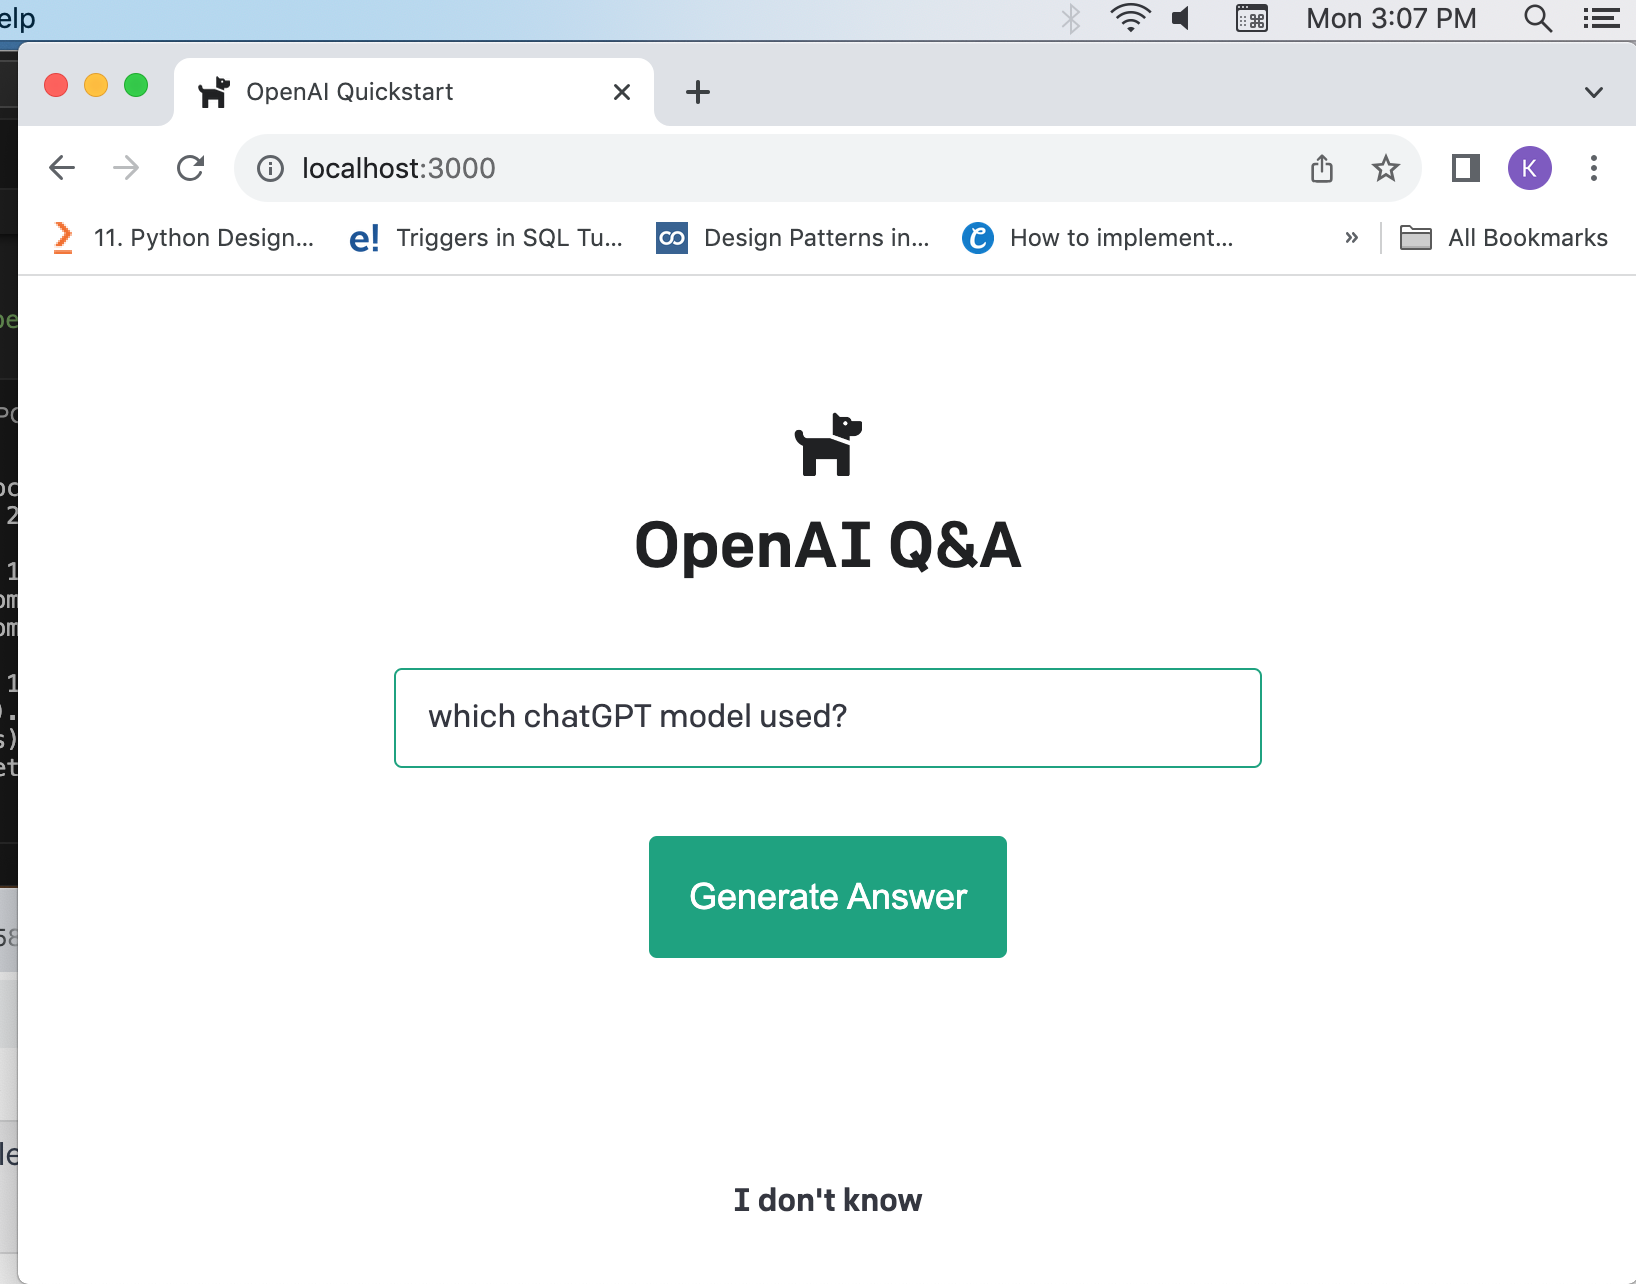 elp
Mon 3:07 PM
OpenAI Quickstart
localhost:3000
K
11. Python Design...
e! Triggers in SQL Tu...
Design Patterns in...
How to implement...
» All Bookmarks
OpenAI Q&A
which chatGPT model used?
Generate Answer
I don't know